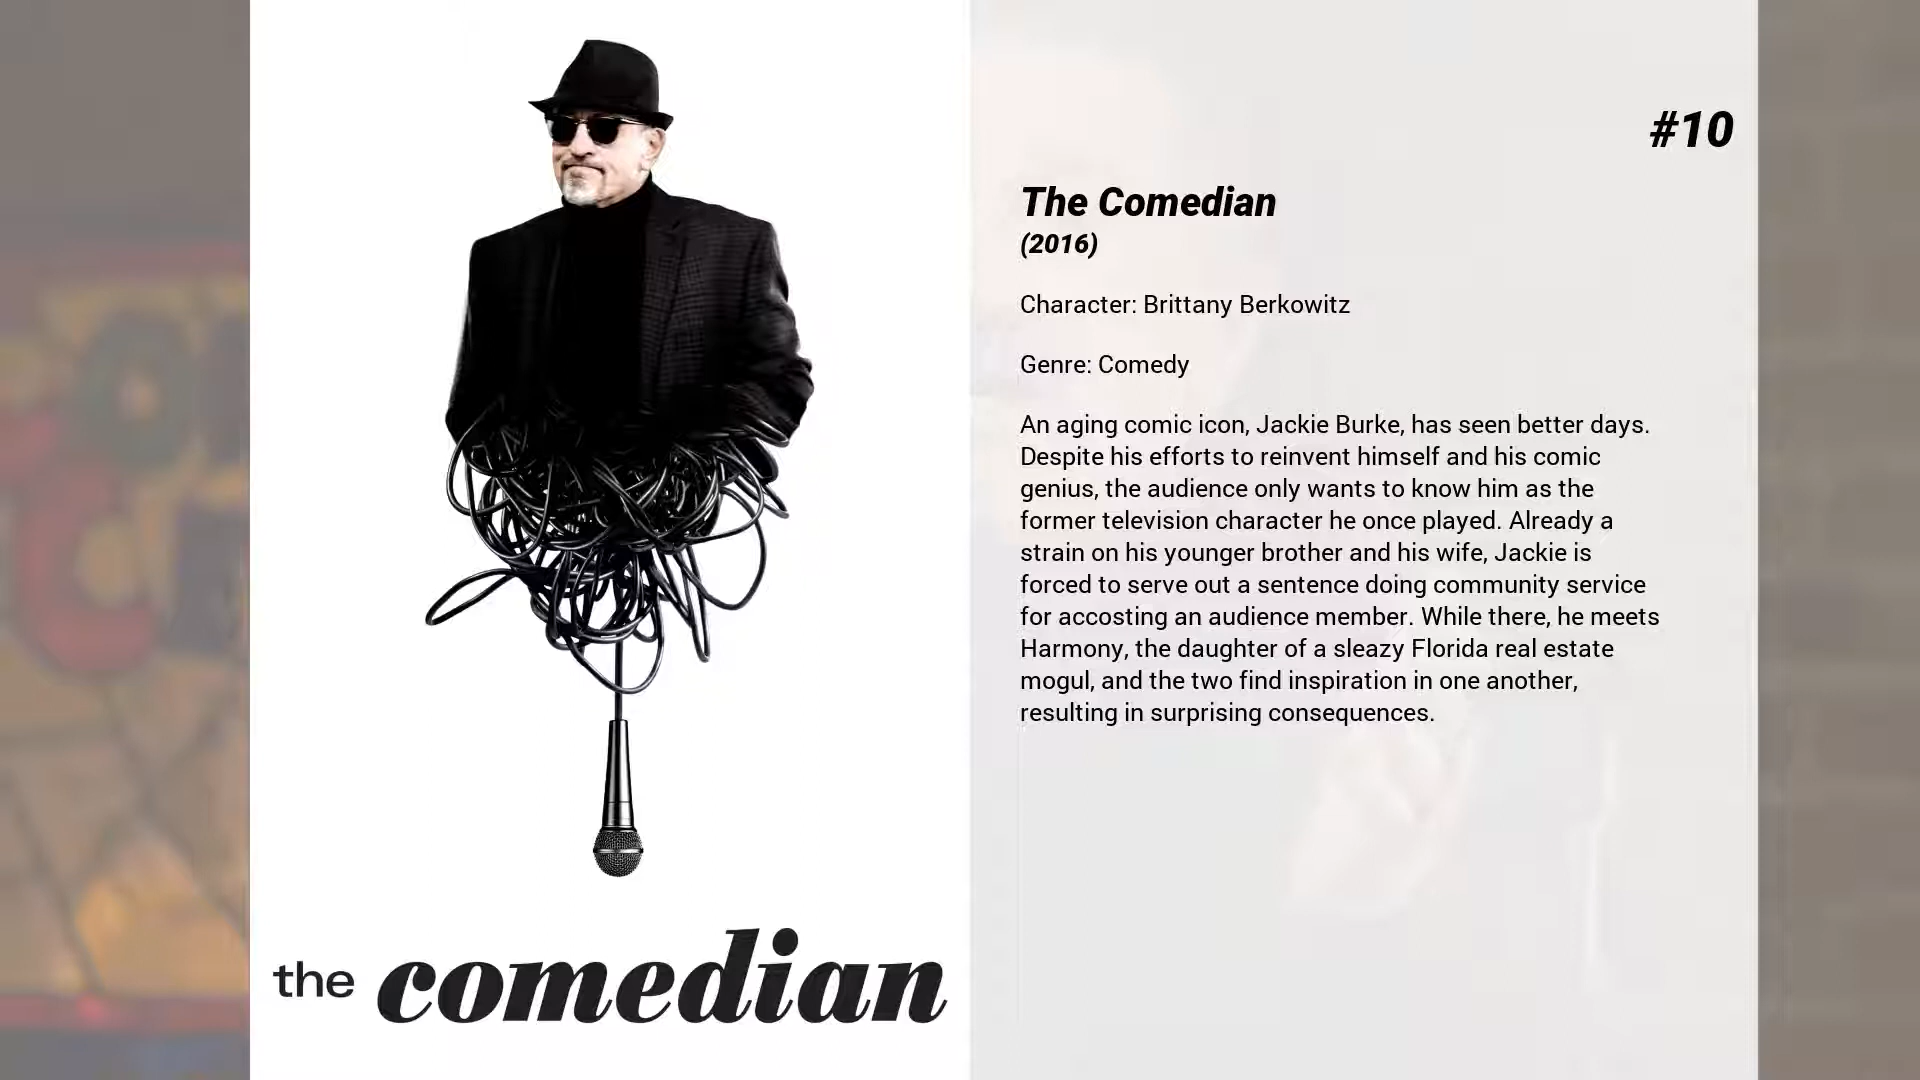 #10
The Comedian
(2016)
Character: Brittany Berkowitz
Genre: Comedy
An aging comic icon, Jackie Burke, has seen better days.
Despite his efforts to reinvent himself and his comic
genius, the audience only wants to know him as the
former television character he once played. Already a
strain on his younger brother and his wife, Jackie is
forced to serve out a sentence doing community service
for accosting an audience member. While there, he meets
Harmony, the daughter of a sleazy Florida real estate
mogul, and the two find inspiration in one another,
resulting in surprising consequences.
the comedian